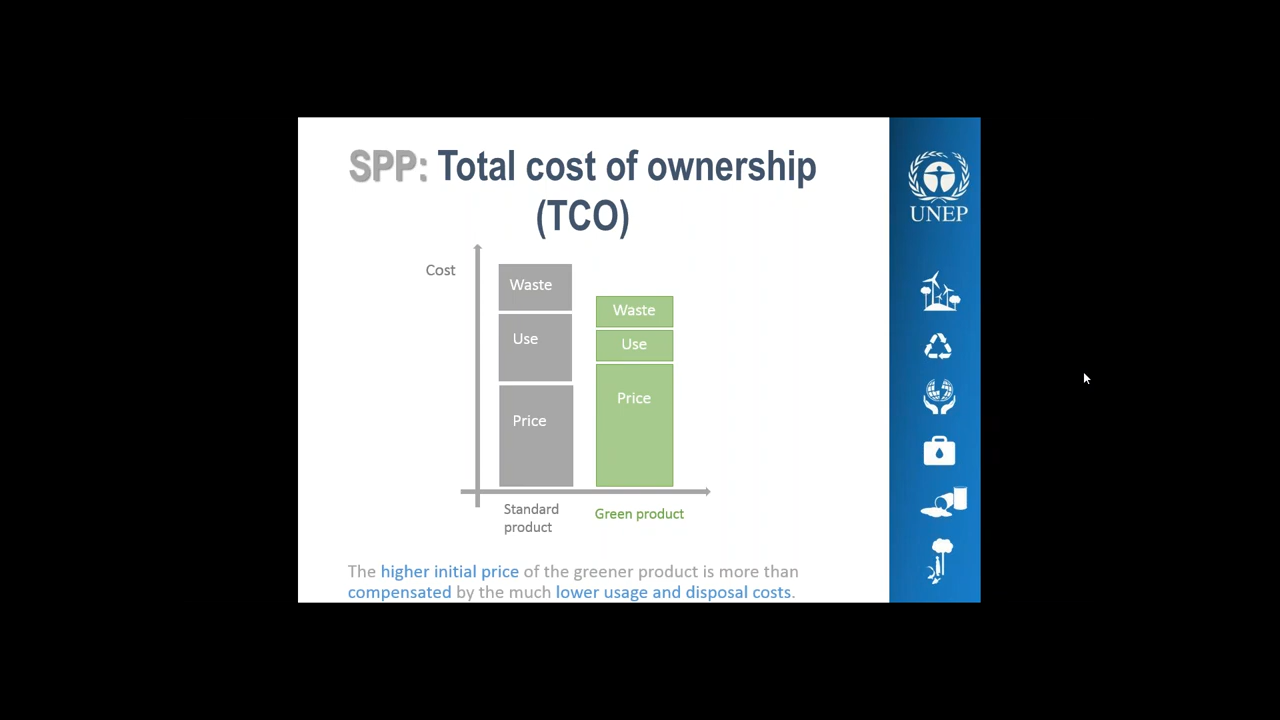 SPP: Total cost of ownership
(TCO)
UNEP
Cost
Waste
Use
Price
Waste
Use
Price
Standard
product
Green product
The higher initial price of the greener product is more than
compensated by the much lower usage and disposal costs.